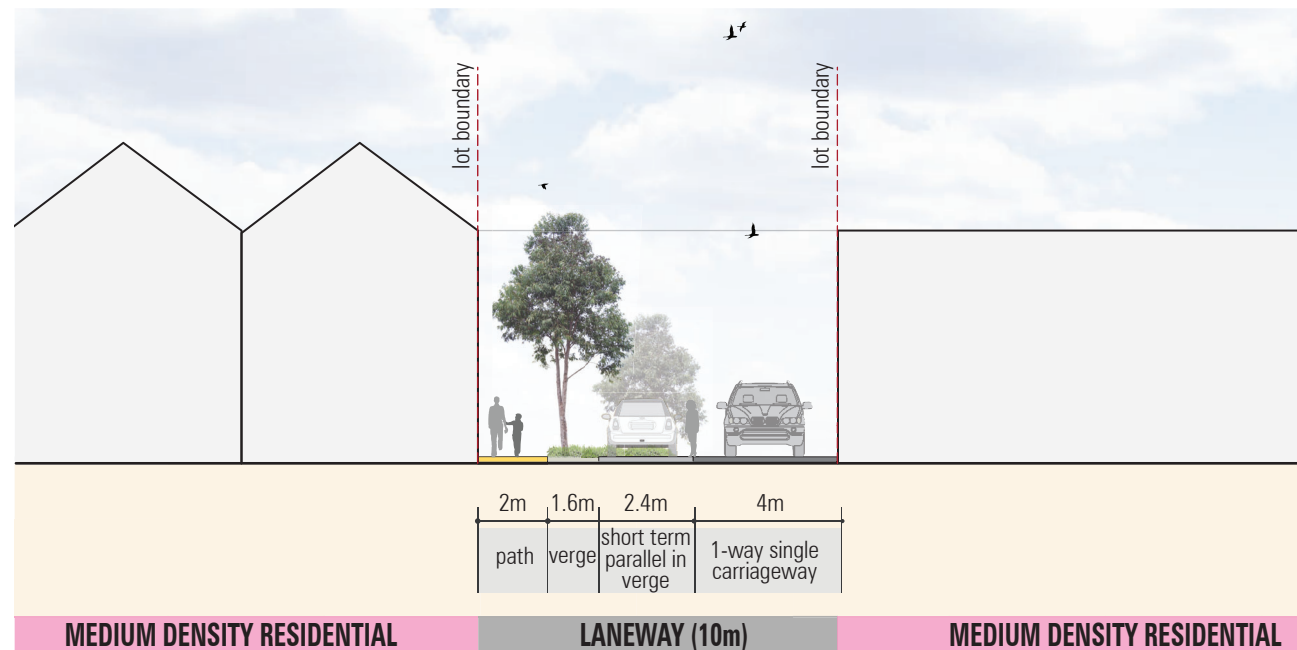 lot boundary
lot boundary
2m 1.6m 2.4m 4m
path
verge
short term
parallel in
verge
1-way single
carriageway
MEDIUM DENSITY RESIDENTIAL
LANEWAY (10m)
MEDIUM DENSITY RESIDENTIAL